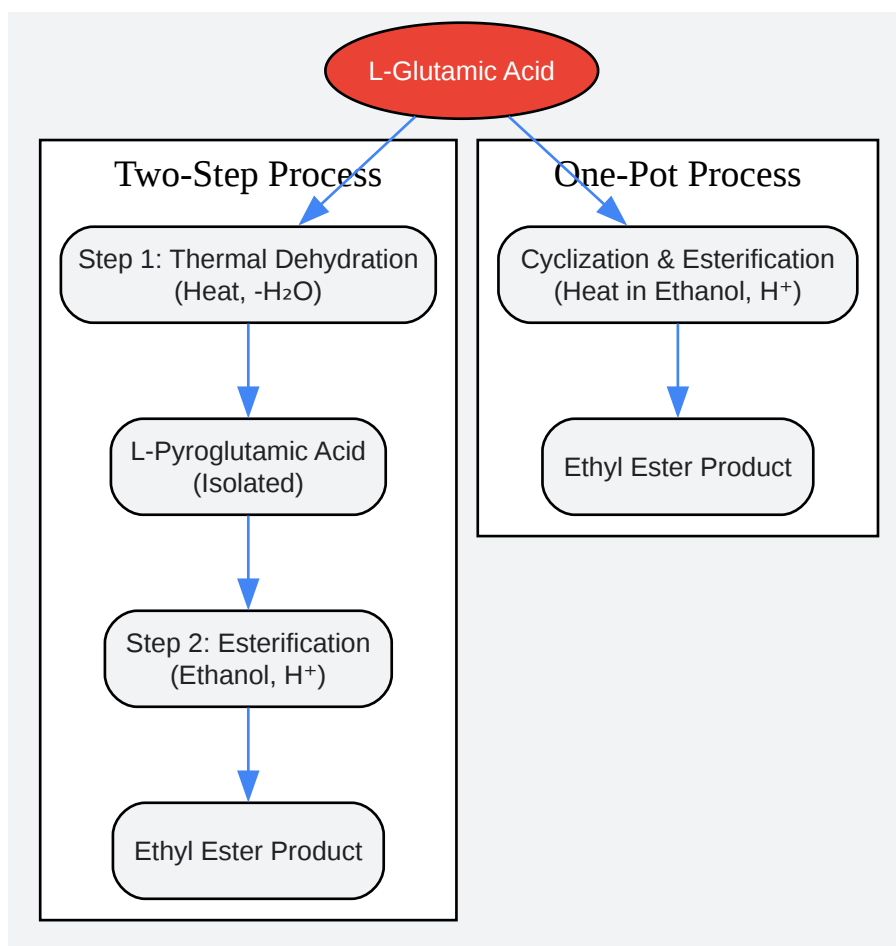 L-Glutamic Acid
Two-Step Process
Step 1: Thermal Dehydration
(Heat, -H₂O)
L-Pyroglutamic Acid
(Isolated)
Step 2: Esterification
(Ethanol, H⁺)
Ethyl Ester Product
One-Pot Process
Cyclization & Esterification
(Heat in Ethanol, H⁺)
Ethyl Ester Product